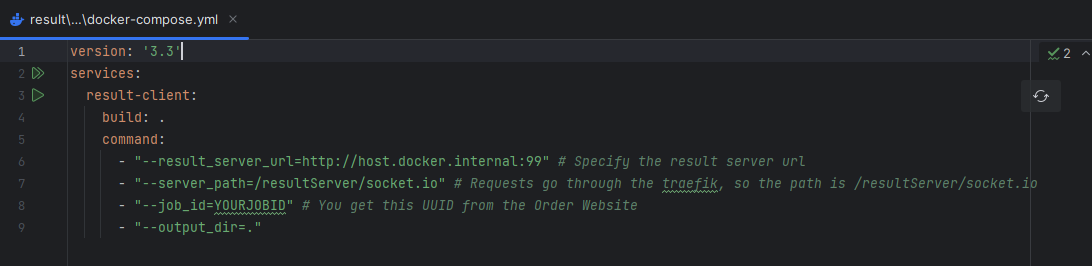 result\...\docker-compose.yml
1 version: '3.3'
2 services:
3   result-client:
4     build: .
5     command:
6       - "--result_server_url=http://host.docker.internal:99" # Specify the result server url
7       - "--server_path=/resultServer/socket.io" # Requests go through the traefik, so the path is /resultServer/socket.io
8       - "--job_id=YOURJOBID" # You get this UUID from the Order Website
9       - "--output_dir=."
2